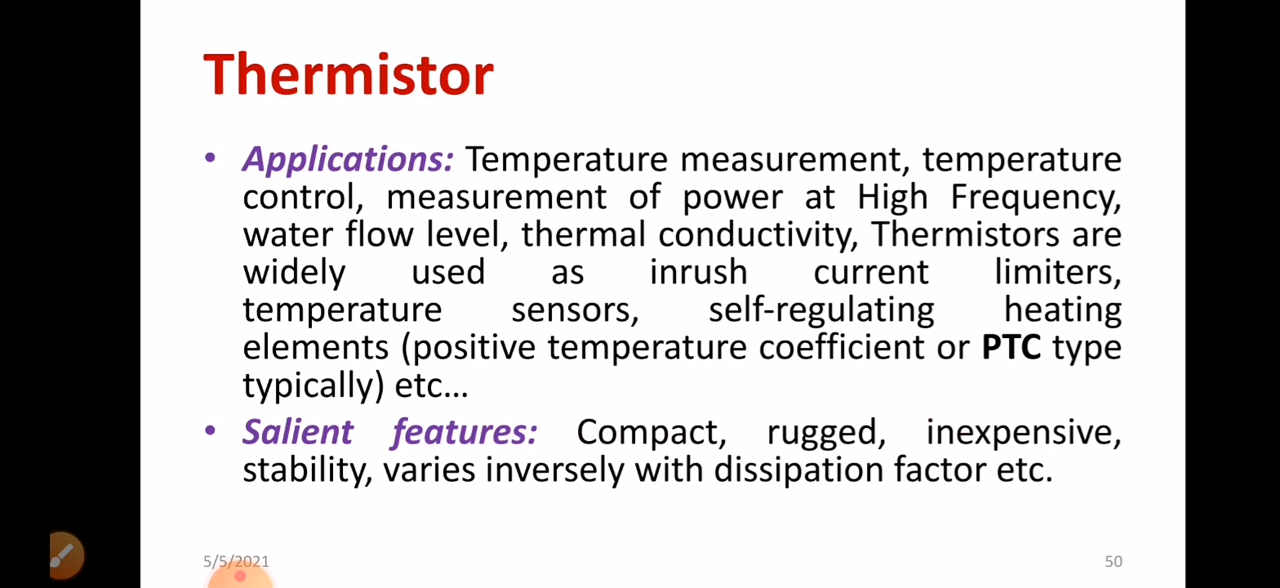 Thermistor
• Applications: Temperature measurement, temperature
control, measurement of power at High Frequency,
water flow level, thermal conductivity, Thermistors are
widely used as inrush current limiters,
temperature sensors, self-regulating heating
elements (positive temperature coefficient or PTC type
typically) etc...
• Salient features: Compact, rugged, inexpensive,
stability, varies inversely with dissipation factor etc.
5/5/2021
50